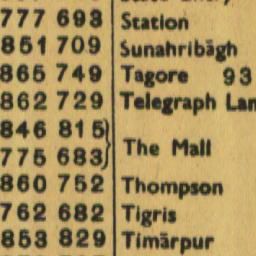 777 693 Station
851 709 Sunahribāgh
865 749 Tagore 93
862 729 Telegraph Lan
846 815
775 683 } The Mall
860 752 Thompson
762 682 Tigris
853 829 Timārpur